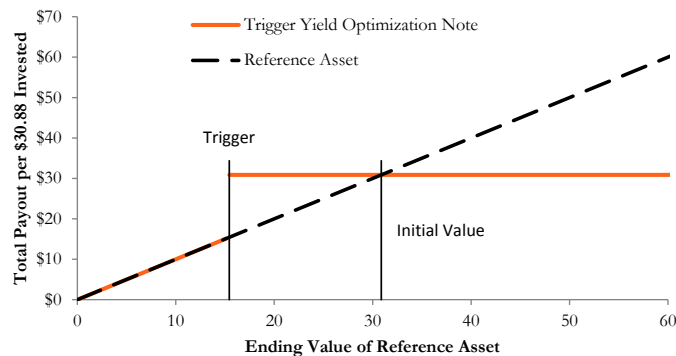 $70
$60
$50
$40
$30
$20
$10
$0
Total Payout per $30.88 Invested
Trigger Yield Optimization Note
Reference Asset
Trigger
Initial Value
0 10 20 30 40 50 60
Ending Value of Reference Asset